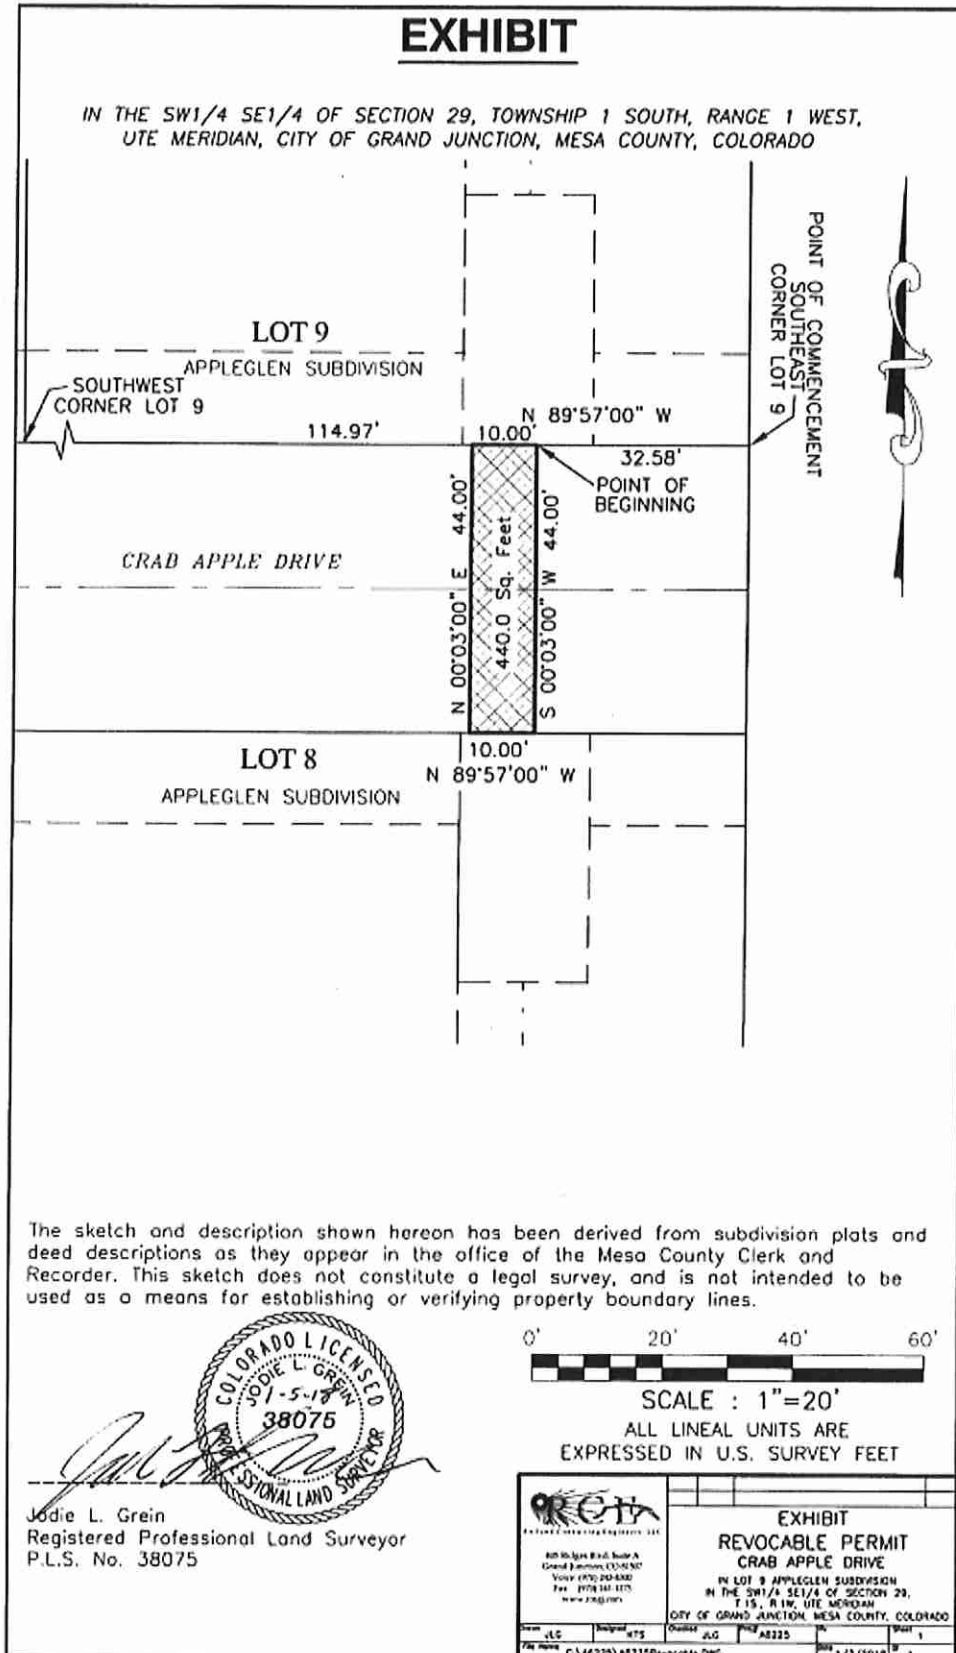 EXHIBIT
IN THE SW1/4 SE1/4 OF SECTION 29, TOWNSHIP 1 SOUTH, RANGE 1 WEST,
UTE MERIDIAN, CITY OF GRAND JUNCTION, MESA COUNTY, COLORADO
POINT OF COMMENCEMENT
SOUTHEAST
CORNER LOT 9
LOT 9
APPLEGLEN SUBDIVISION
SOUTHWEST
CORNER LOT 9
N 89°57'00" W
114.97'
10.00'
32.58'
POINT OF
BEGINNING
CRAB APPLE DRIVE
N 00°03'00" E 44.00'
440.0 Sq. Feet
S 00°03'00" W 44.00'
LOT 8
10.00'
N 89°57'00" W
APPLEGLEN SUBDIVISION
The sketch and description shown hereon has been derived from subdivision plats and
deed descriptions as they appear in the office of the Mesa County Clerk and
Recorder. This sketch does not constitute a legal survey, and is not intended to be
used as a means for establishing or verifying property boundary lines.
COLORADO LICENSED
JODIE L. GREIN
1-5-18
38075
PROFESSIONAL LAND SURVEYOR
Jodie L. Grein
Registered Professional Land Surveyor
P.L.S. No. 38075
0' 20' 40' 60'
SCALE : 1"=20'
ALL LINEAL UNITS ARE
EXPRESSED IN U.S. SURVEY FEET
EXHIBIT
REVOCABLE PERMIT
CRAB APPLE DRIVE
IN LOT 9 APPLEGLEN SUBDIVISION
IN THE SW1/4 SE1/4 OF SECTION 29,
T 1S, R 1W, UTE MERIDIAN
CITY OF GRAND JUNCTION, MESA COUNTY, COLORADO
JLG
KTS
JLG
A8225
1